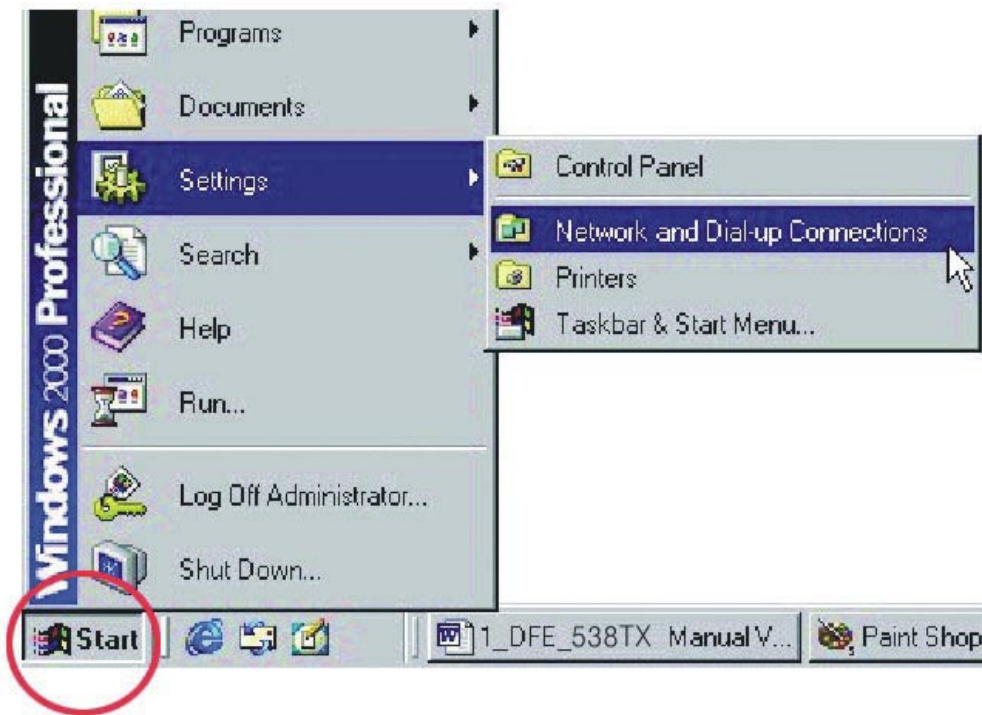 Windows 2000 Professional
Programs
Documents
Settings
Search
Help
Run...
Log Off Administrator...
Shut Down...
Control Panel
Network and Dial-up Connections
Printers
Taskbar & Start Menu...
Start
1_DFE_538TX Manual V...
Paint Shop